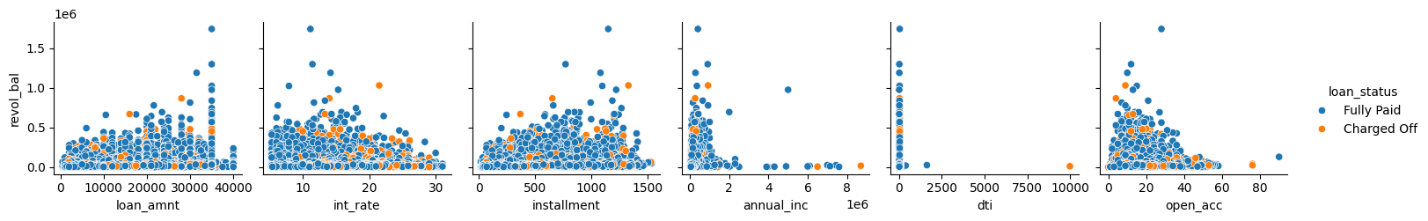 1e6
1.5
1.0
0.5
0.0
revol_bal
0 10000 20000 30000 40000
loan_amnt
10 20 30
int_rate
0 500 1000 1500
installment
0 2 4 6 8
annual_inc
1e6
0 2500 5000 7500 10000
dti
0 20 40 60 80
open_acc
loan_status
Fully Paid
Charged Off